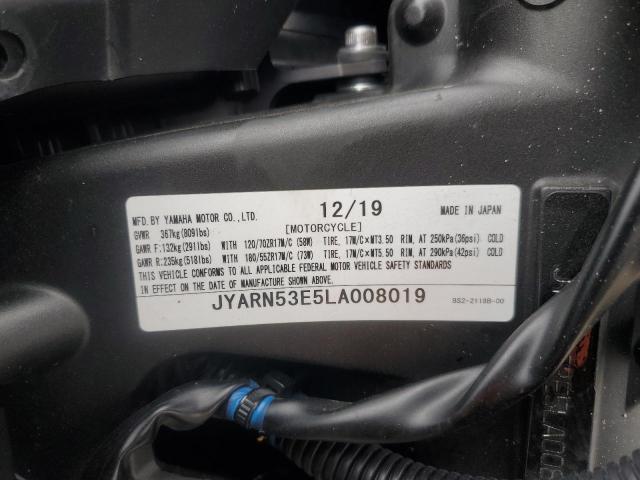 12/19
MFD. BY YAMAHA MOTOR CO.,LTD. [MOTORCYCLE] MADE IN JAPAN
GVWR 367kg(809lbs)
GAWR F:132kg(291lbs) WITH 120/70ZR17M/C (58W) TIRE, 17M/C×MT3.50 RIM, AT 250kPa(36psi) COLD
GAWR R:235kg(518lbs) WITH 180/55ZR17M/C (73W) TIRE, 17M/C×MT5.50 RIM, AT 290kPa(42psi) COLD
THIS VEHICLE CONFORMS TO ALL APPLICABLE FEDERAL MOTOR VEHICLE SAFETY STANDARDS
IN EFFECT ON THE DATE OF MANUFACTURE SHOWN ABOVE.
JYARN53E5LA008019 BS2-2118B-00